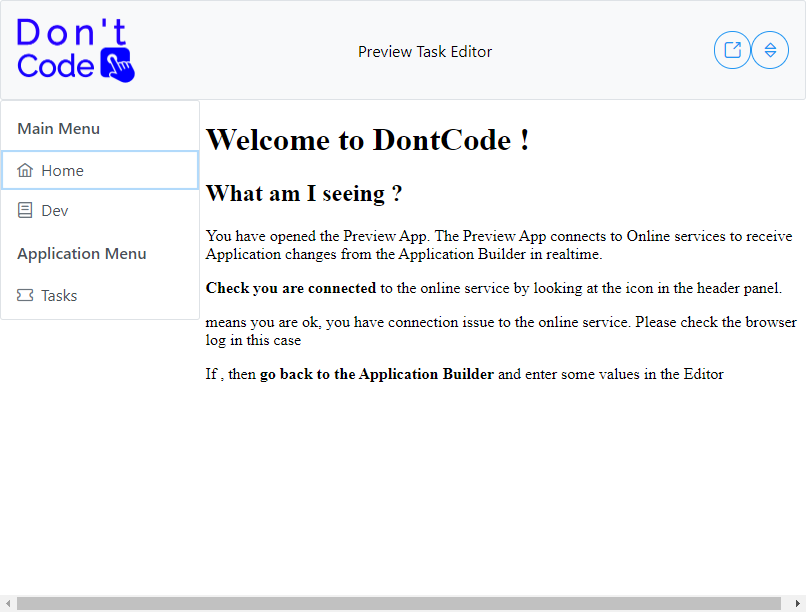 Don't
Code
Preview Task Editor
Main Menu
Home
Dev
Application Menu
Tasks
Welcome to DontCode !
What am I seeing ?
You have opened the Preview App. The Preview App connects to Online services to receive
Application changes from the Application Builder in realtime.
Check you are connected to the online service by looking at the icon in the header panel.
means you are ok, you have connection issue to the online service. Please check the browser
log in this case
If , then go back to the Application Builder and enter some values in the Editor